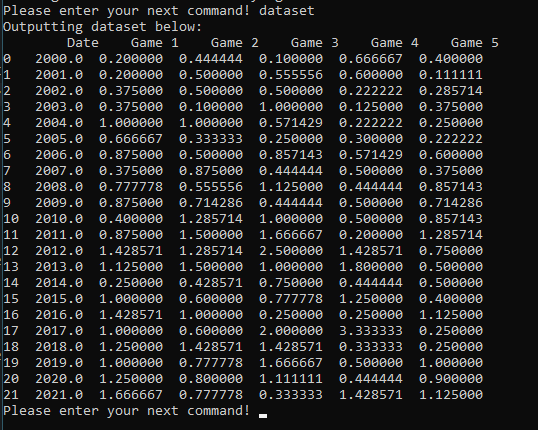 Please enter your next command! dataset
Outputting dataset below:
Date Game 1 Game 2 Game 3 Game 4 Game 5
0 2000.0 0.200000 0.444444 0.100000 0.666667 0.400000
1 2001.0 0.200000 0.500000 0.555556 0.600000 0.111111
2 2002.0 0.375000 0.500000 0.500000 0.222222 0.285714
3 2003.0 0.375000 0.100000 1.000000 0.125000 0.375000
4 2004.0 1.000000 1.000000 0.571429 0.222222 0.250000
5 2005.0 0.666667 0.333333 0.250000 0.300000 0.222222
6 2006.0 0.875000 0.500000 0.857143 0.571429 0.600000
7 2007.0 0.375000 0.875000 0.444444 0.500000 0.375000
8 2008.0 0.777778 0.555556 1.125000 0.444444 0.857143
9 2009.0 0.875000 0.714286 0.444444 0.500000 0.714286
10 2010.0 0.400000 1.285714 1.000000 0.500000 0.857143
11 2011.0 0.875000 1.500000 1.666667 0.200000 1.285714
12 2012.0 1.428571 1.285714 2.500000 1.428571 0.750000
13 2013.0 1.125000 1.500000 1.000000 1.800000 0.500000
14 2014.0 0.250000 0.428571 0.750000 0.444444 0.500000
15 2015.0 1.000000 0.600000 0.777778 1.250000 0.400000
16 2016.0 1.428571 1.000000 0.250000 0.250000 1.125000
17 2017.0 1.000000 0.600000 2.000000 3.333333 0.250000
18 2018.0 1.250000 1.428571 1.428571 0.333333 0.250000
19 2019.0 1.000000 0.777778 1.666667 0.500000 1.000000
20 2020.0 1.250000 0.800000 1.111111 0.444444 0.900000
21 2021.0 1.666667 0.777778 0.333333 1.428571 1.125000
Please enter your next command!